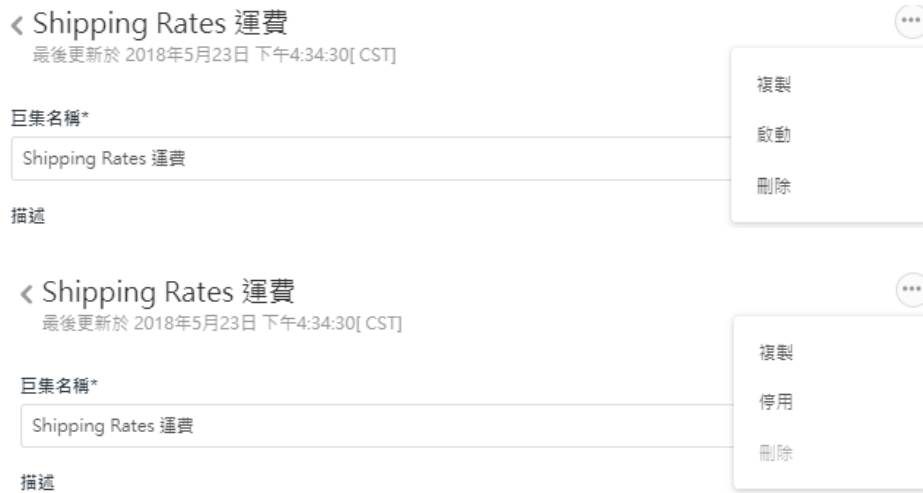 Shipping Rates 運費
最後更新於 2018年5月23日 下午4:34:30[ CST]
複製
巨集名稱*
啟動
Shipping Rates 運費
刪除
描述
Shipping Rates 運費
最後更新於 2018年5月23日 下午4:34:30[ CST]
複製
巨集名稱*
停用
Shipping Rates 運費
刪除
描述